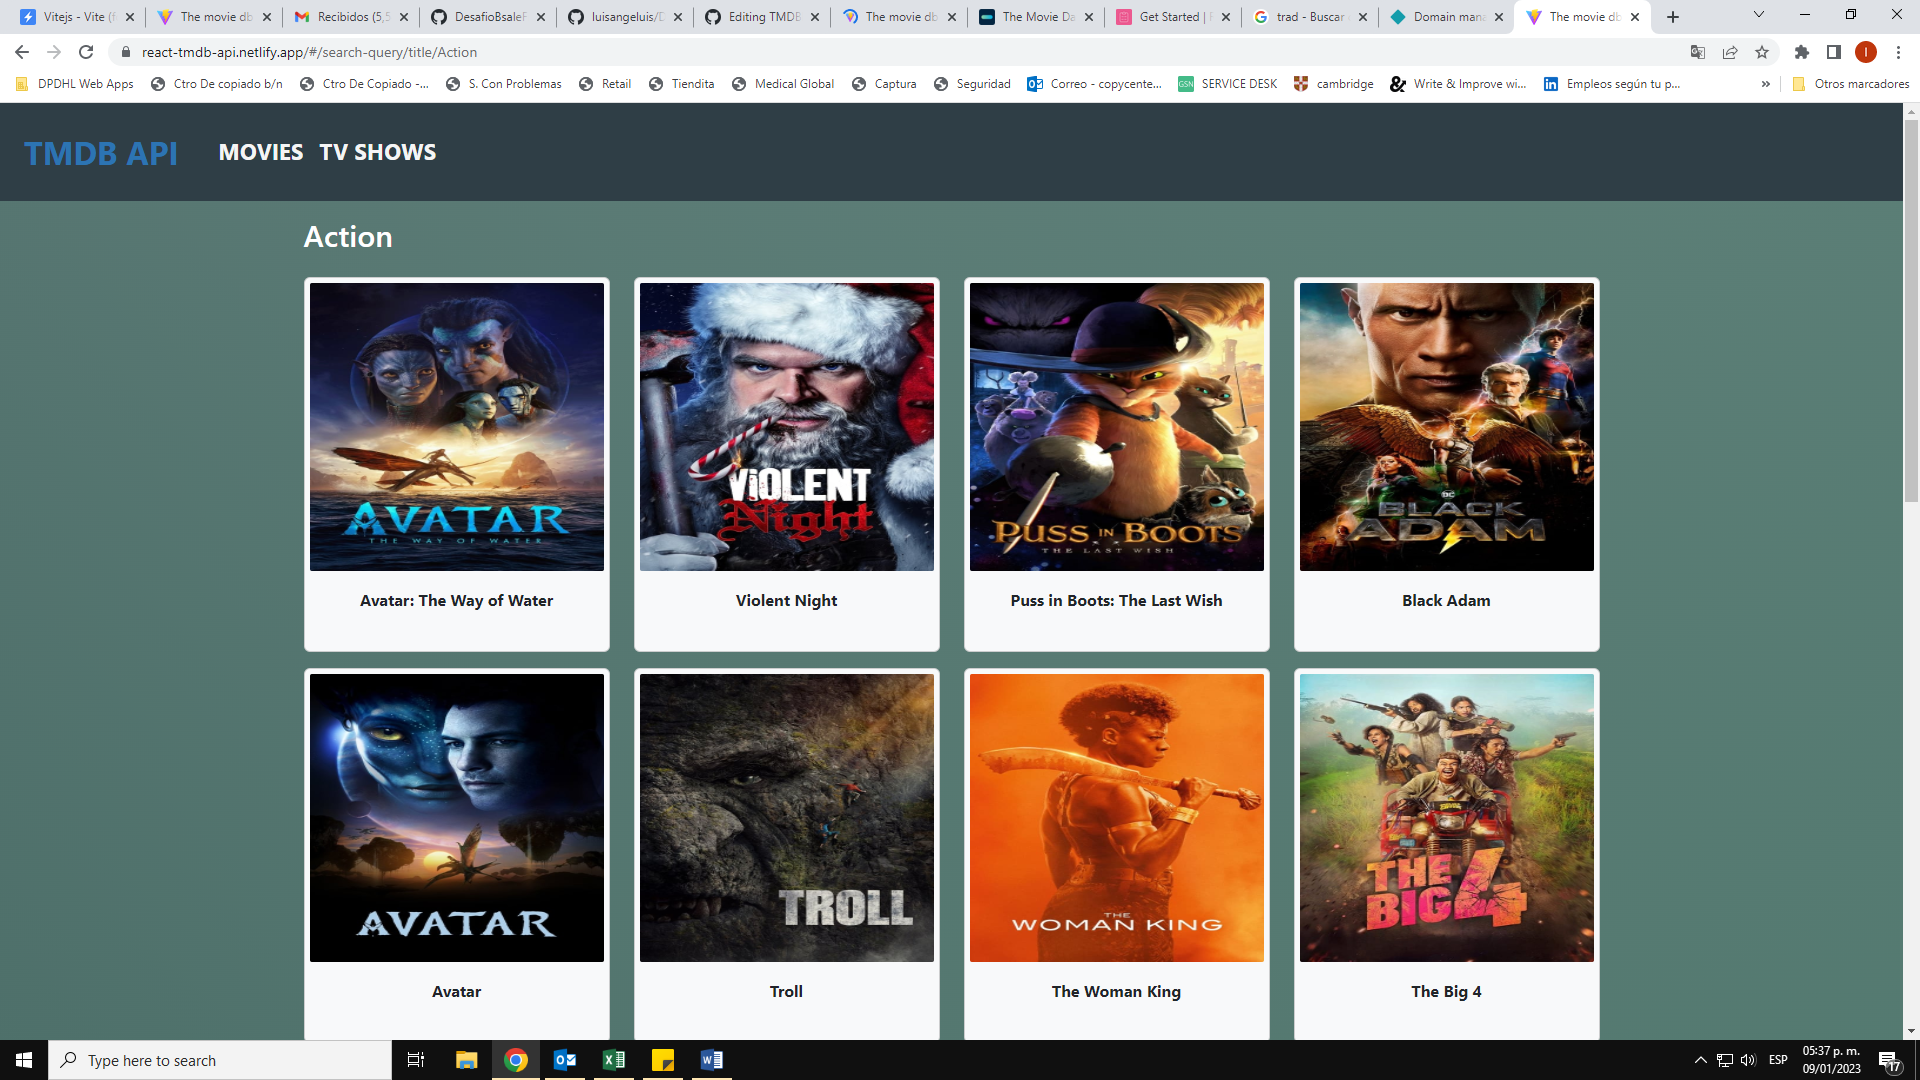 Vitejs - Vite (f
The movie db
Recibidos (5,5
DesafioBsaleF
luisangeluis/D
Editing TMDB
The movie db
The Movie Da
Get Started |
trad - Buscar
Domain mana
The movie db
react-tmdb-api.netlify.app/#/search-query/title/Action
I
DPDHL Web Apps
Ctro De copiado b/n
Ctro De Copiado -...
S. Con Problemas
Retail
Tiendita
Medical Global
Captura
Seguridad
Correo - copycente...
GSN
SERVICE DESK
cambridge
Write & Improve wi...
Empleos según tu p...
»
Otros marcadores
TMDB API
MOVIES
TV SHOWS
Action
AVATAR
THE WAY OF WATER
VIOLENT
Night
PUSS IN BOOTS
THE LAST WISH
DC
BLACK
ADAM
Avatar: The Way of Water
Violent Night
Puss in Boots: The Last Wish
Black Adam
AVATAR
TROLL
THE
WOMAN KING
THE
BIG 4
Avatar
Troll
The Woman King
The Big 4
Type here to search
ESP
05:37 p. m.
09/01/2023
17